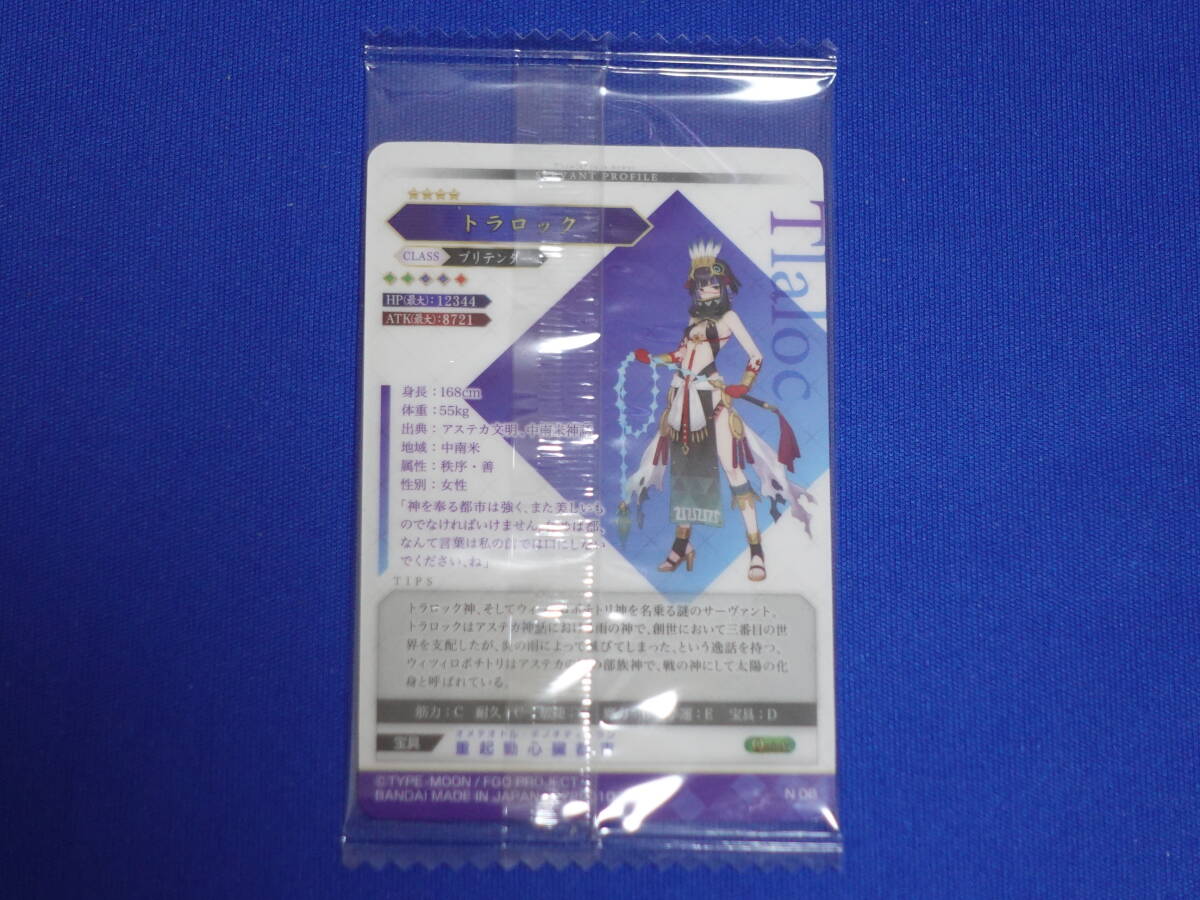 SERVANT PROFILE
トラロック
Tlaloc
CLASS プリテンダー
HP(最大):12344
ATK(最大):8721
身長:168cm
体重:55kg
出典:アステカ文明、中南米神話
地域:中南米
属性:秩序・善
性別:女性
「神を奉る都市は強く、また美しいも
のでなければいけません。
なんて言葉は私の前では口にしない
でくださいね」
TIPS
トラロック神、そしてウィツィロポチトリ神を名乗る謎のサーヴァント。
トラロックはアステカ神話における雨の神で、創世において三番目の世
界を支配したが、炎の雨によって滅びてしまった、という逸話を持つ。
ウィツィロポチトリはアステカの 部族神で、戦の神にして太陽の化
身と呼ばれている。
筋力:C 耐久 運:E 宝具:D
宝具 重起動心臓都市
©TYPE-MOON / FGO PROJECT
BANDAI MADE IN JAPAN
N 08